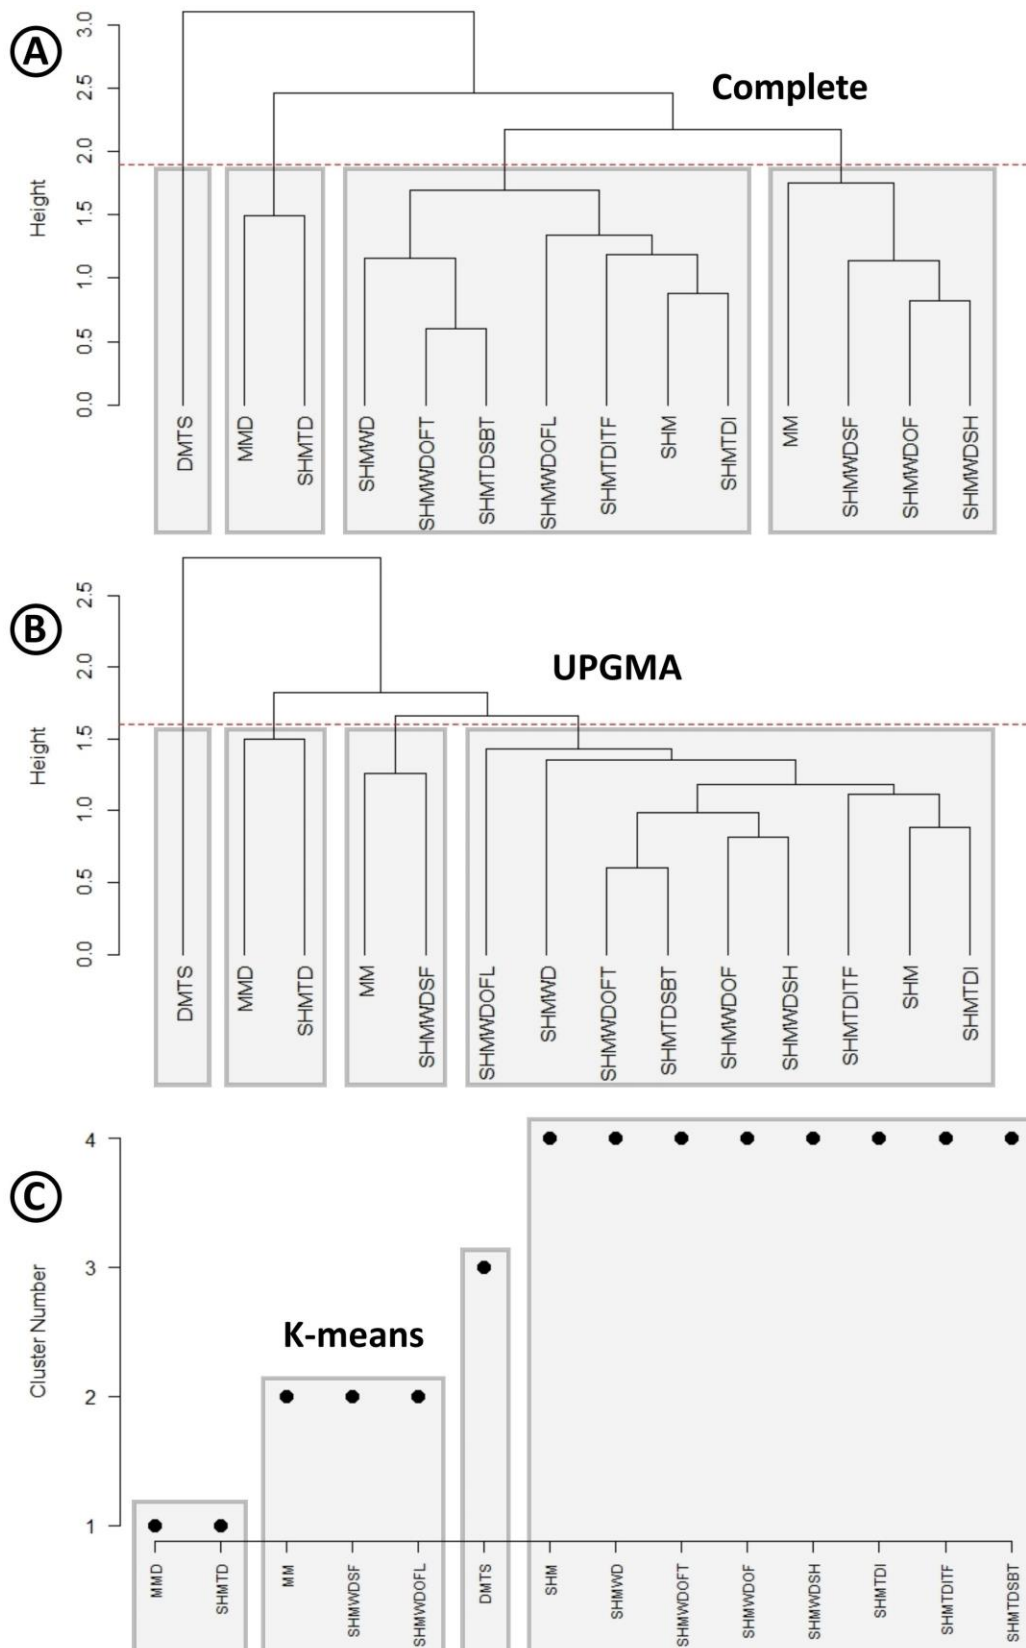 A
Complete
Height
3.0
2.5
2.0
1.5
1.0
0.5
0.0
DMTS
MMD
SHMTD
SHMWD
SHMWDOFT
SHMTDSBT
SHMWDOFL
SHMTDITF
SHM
SHMTDI
MM
SHMWDSF
SHMWDOF
SHMWDSH
B
UPGMA
Height
2.5
2.0
1.5
1.0
0.5
0.0
DMTS
MMD
SHMTD
MM
SHMWDSF
SHMWDOFL
SHMWD
SHMWDOFT
SHMTDSBT
SHMWDOF
SHMWDSH
SHMTDITF
SHM
SHMTDI
C
K-means
Cluster Number
4
3
2
1
MMD
SHMTD
MM
SHMWDSF
SHMWDOFL
DMTS
SHM
SHMWD
SHMWDOFT
SHMWDOF
SHMWDSH
SHMTDI
SHMTDITF
SHMTDSBT